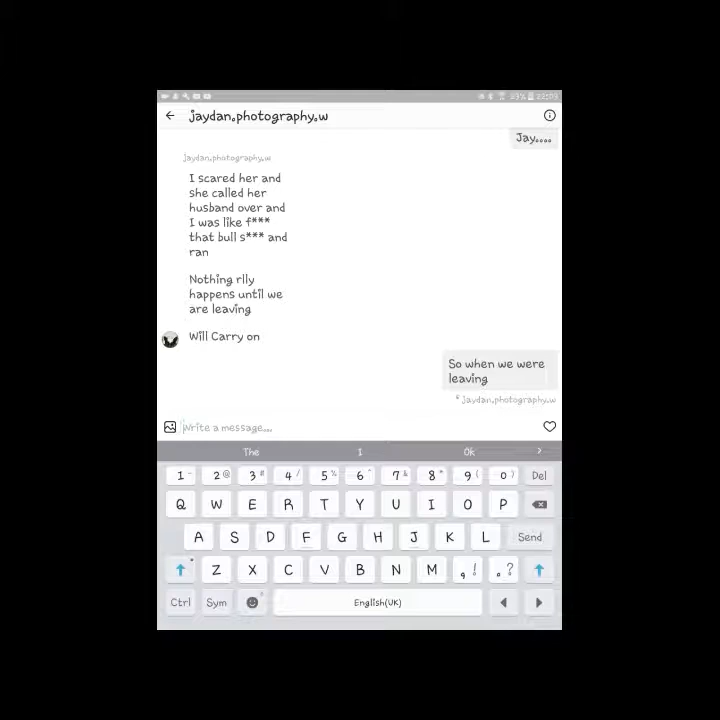 23% 22:03
jaydan.photography.w
Jay....
jaydan.photography.w
I scared her and
she called her
husband over and
I was like f***
that bull s*** and
ran
Nothing rlly
happens until we
are leaving
Will Carry on
So when we were
leaving
jaydan.photography.w
Write a message...
The I Ok
1 2 @ 3 # 4 / 5 % 6 ^ 7 & 8 * 9 ( 0 ) Del
Q W E R T Y U I O P
A S D F G H J K L Send
Z X C V B N M , ! . ?
Ctrl Sym English(UK)